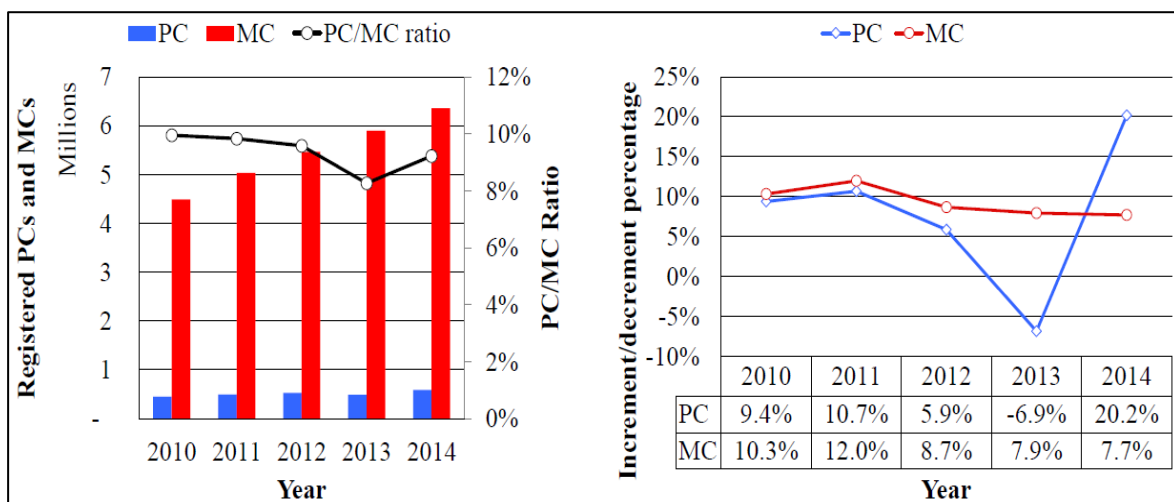 PC MC PC/MC ratio
Registered PCs and MCs
Millions
7
6
5
4
3
2
1
-
12%
10%
8%
6%
4%
2%
0%
PC/MC Ratio
2010 2011 2012 2013 2014
Year
PC MC
Increment/decrement percentage
25%
20%
15%
10%
5%
0%
-5%
-10%
2010 2011 2012 2013 2014
PC 9.4% 10.7% 5.9% -6.9% 20.2%
MC 10.3% 12.0% 8.7% 7.9% 7.7%
Year